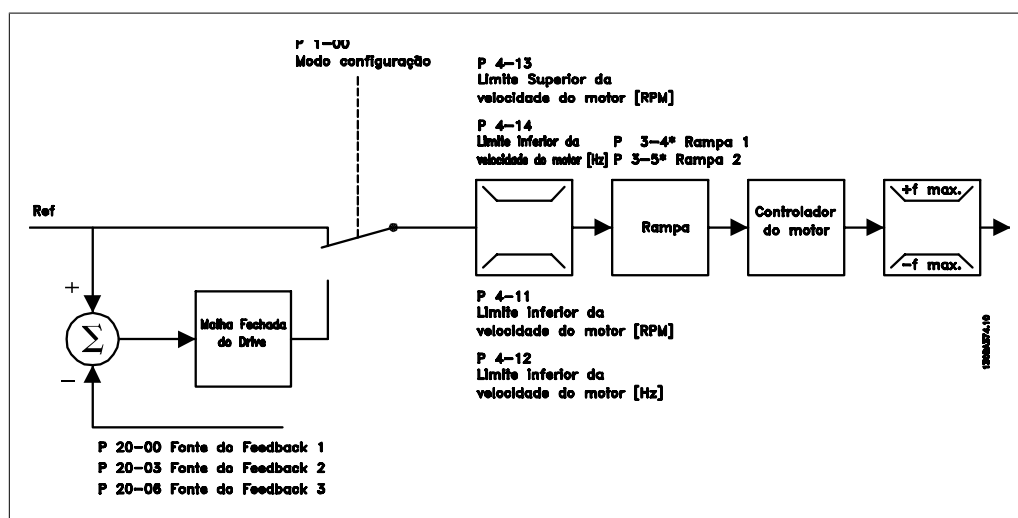 P 1-00
Modo configuração
P 4-13
Limite Superior da
velocidade do motor [RPM]
P 4-14
Limite inferior da
velocidade do motor [Hz]
P 3-4* Rampa 1
P 3-5* Rampa 2
Ref
+
Σ
−
Malha Fechada
do Drive
Rampa
Controlador
do motor
+f max.
−f max.
P 4-11
Limite inferior da
velocidade do motor [RPM]
P 4-12
Limite inferior da
velocidade do motor [Hz]
P 20-00 Fonte do Feedback 1
P 20-03 Fonte do Feedback 2
P 20-06 Fonte do Feedback 3
130BA374.10